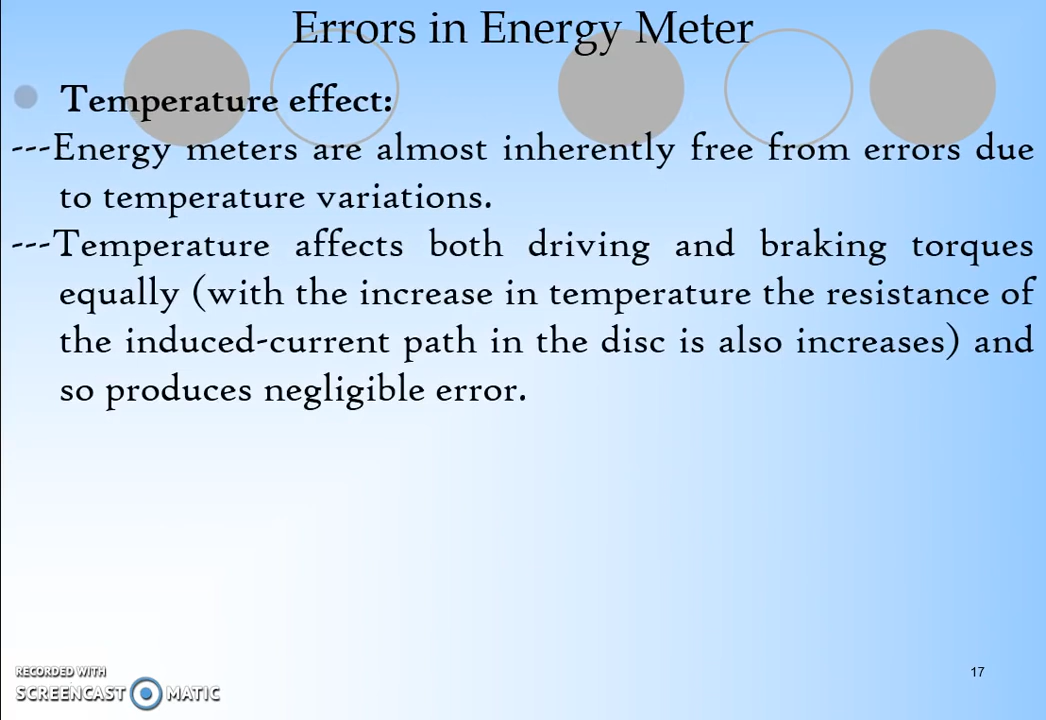 Errors in Energy Meter
Temperature effect:
---Energy meters are almost inherently free from errors due
to temperature variations.
---Temperature affects both driving and braking torques
equally (with the increase in temperature the resistance of
the induced-current path in the disc is also increases) and
so produces negligible error.
RECORDED WITH
SCREENCAST MATIC
17